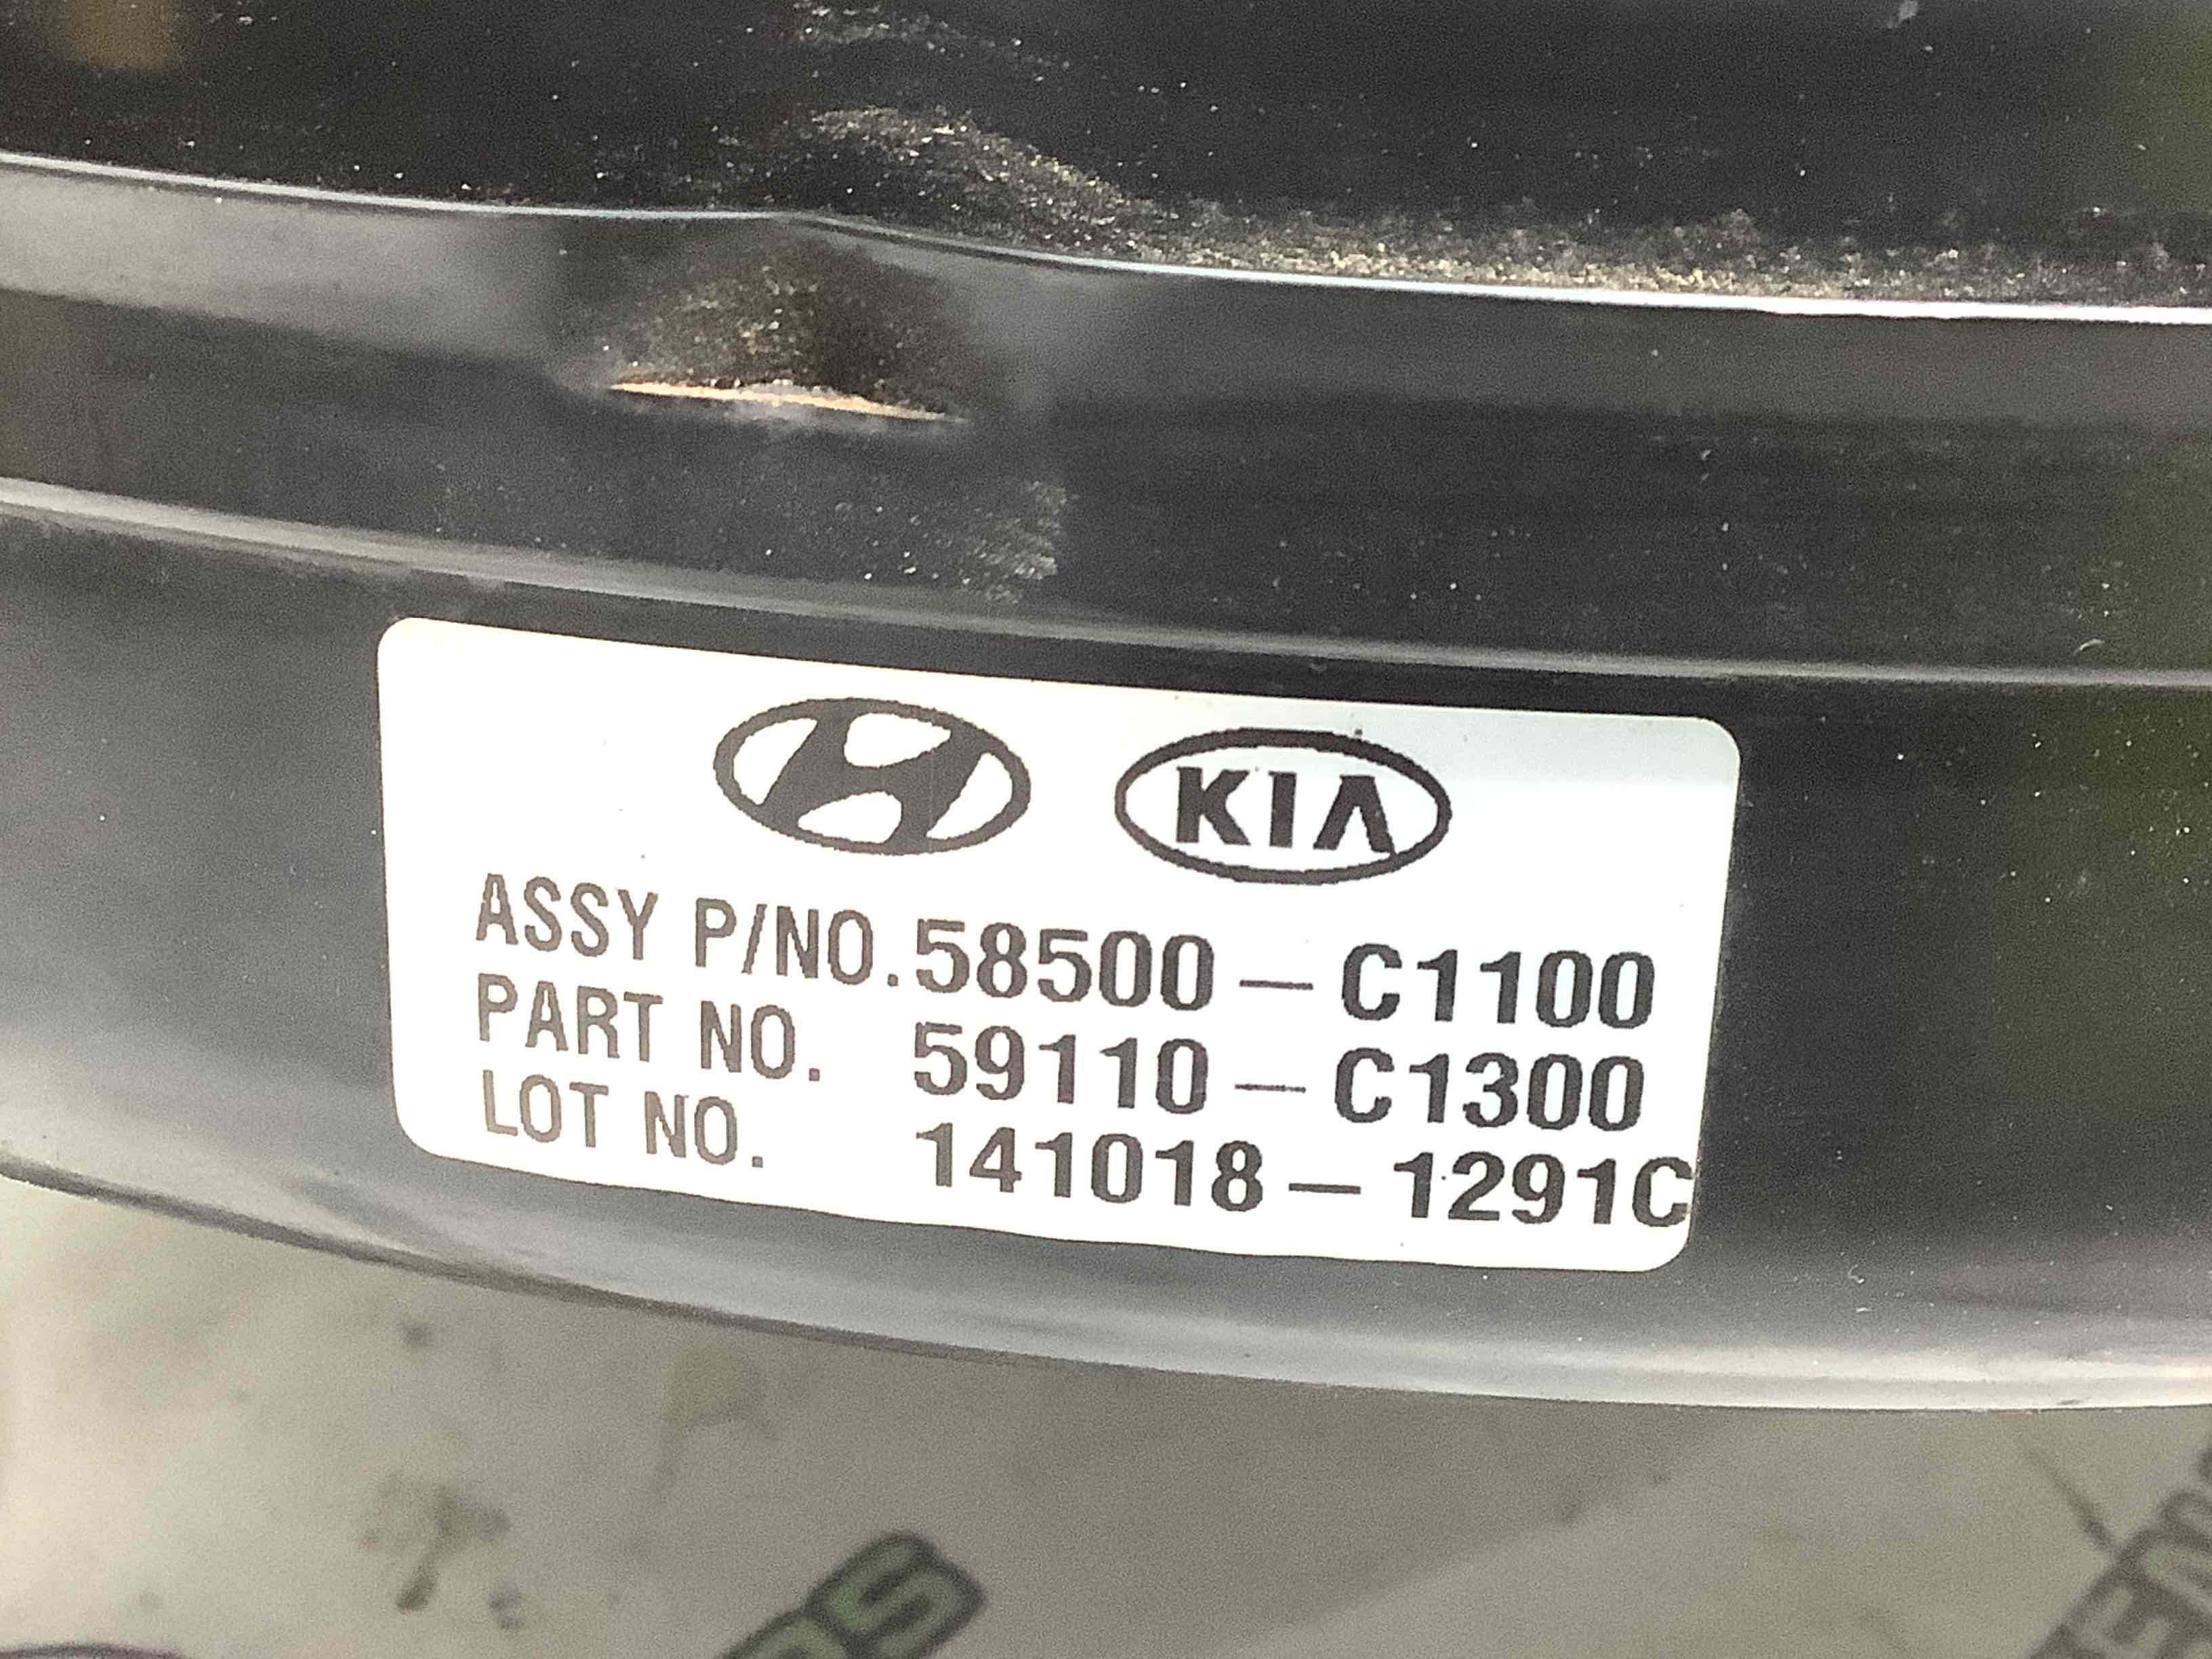 KIA
ASSY P/NO. 58500-C1100
PART NO. 59110-C1300
LOT NO. 141018-1291C